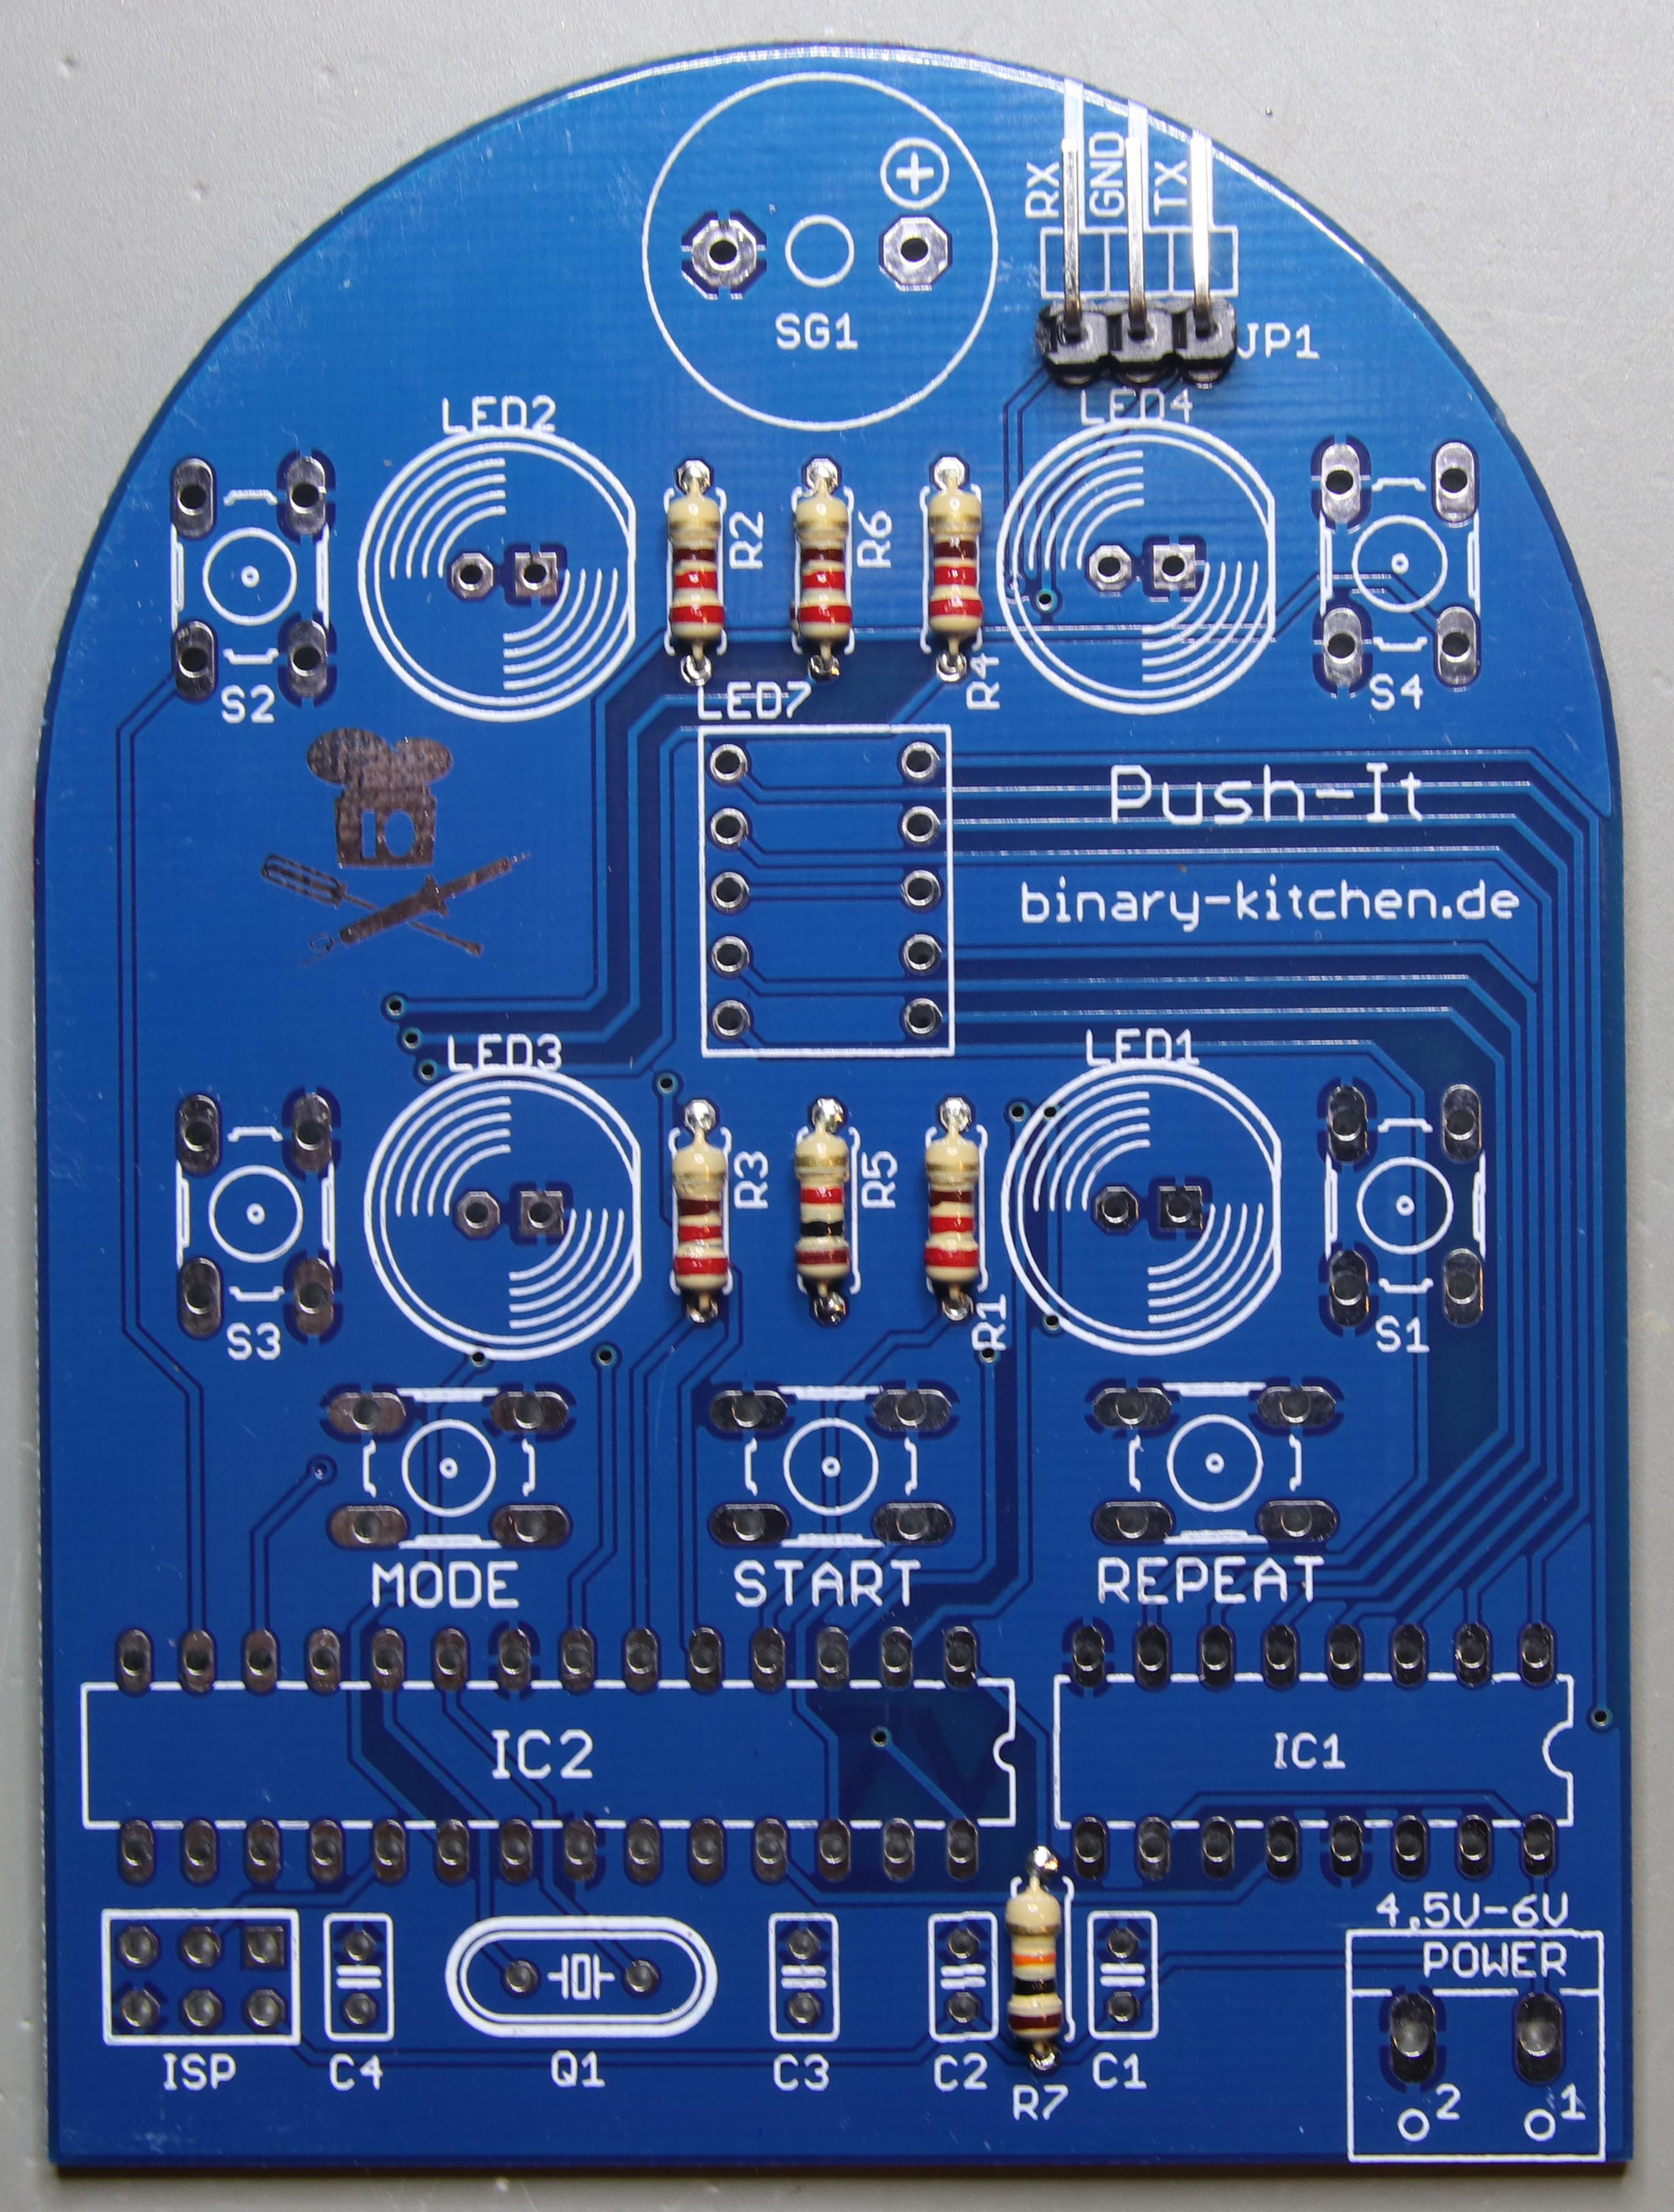 RX
GND
TX
+
SG1
JP1
LED2
LED4
R2
R6
R4
S2
S4
LED7
Push-It
binary-kitchen.de
LED3
LED1
R3
R5
R1
S3
S1
MODE
START
REPEAT
IC2
IC1
4.5V-6V
POWER
ISP
C4
Q1
C3
C2
R7
C1
2
1